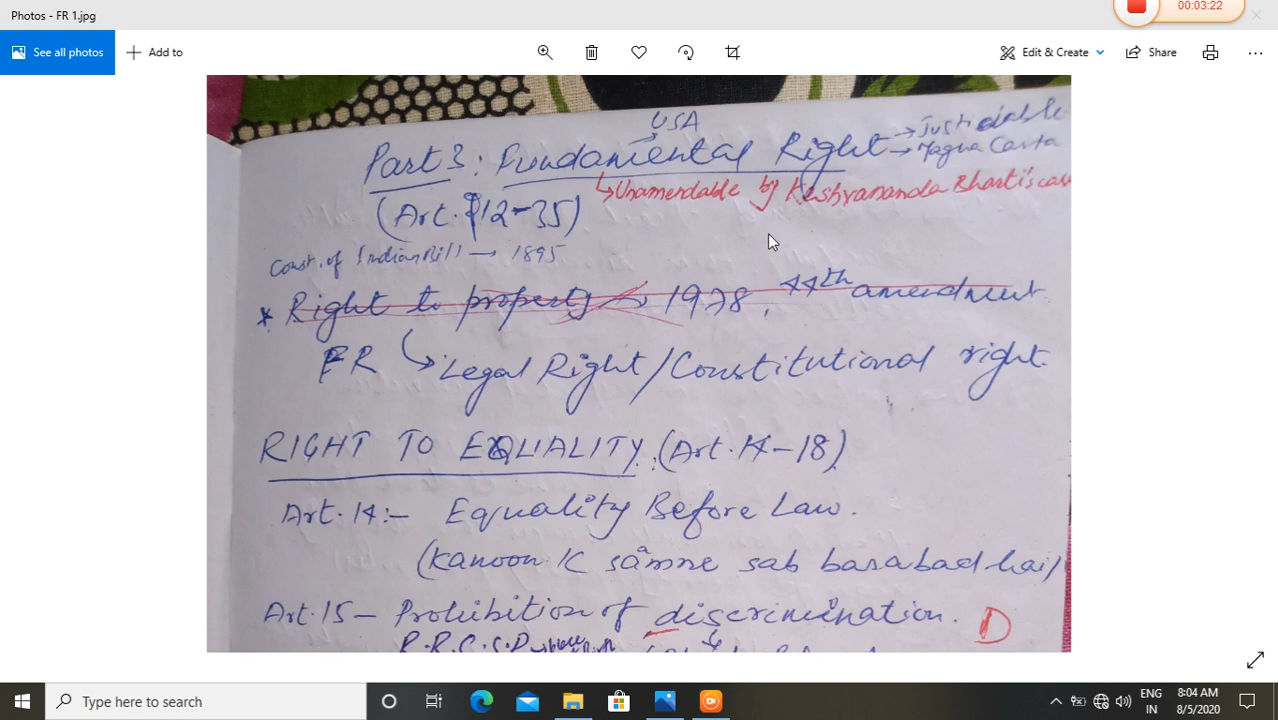 Photos - FR 1.jpg
00:03:22
See all photos
Add to
Edit & Create
Share
USA
Part 3: Fundamental Right → Justiciable
→ Magna Carta
↳ Unamerdable by Keshvananda Bharti's case
(Art. 12-35)
Const. of Indian Bill → 1895
* Right to property → 1978, 44th amendment
FR ↳ Legal Right/Constitutional right.
RIGHT TO EQUALITY: (Art. 14-18)
Art. 14:- Equality Before Law.
(Kanoon K sãmne sab barabad hai)
Art. 15- Prohibition of discrimination. D
R.R.C.S.D
Type here to search
ENG
IN
8:04 AM
8/5/2020